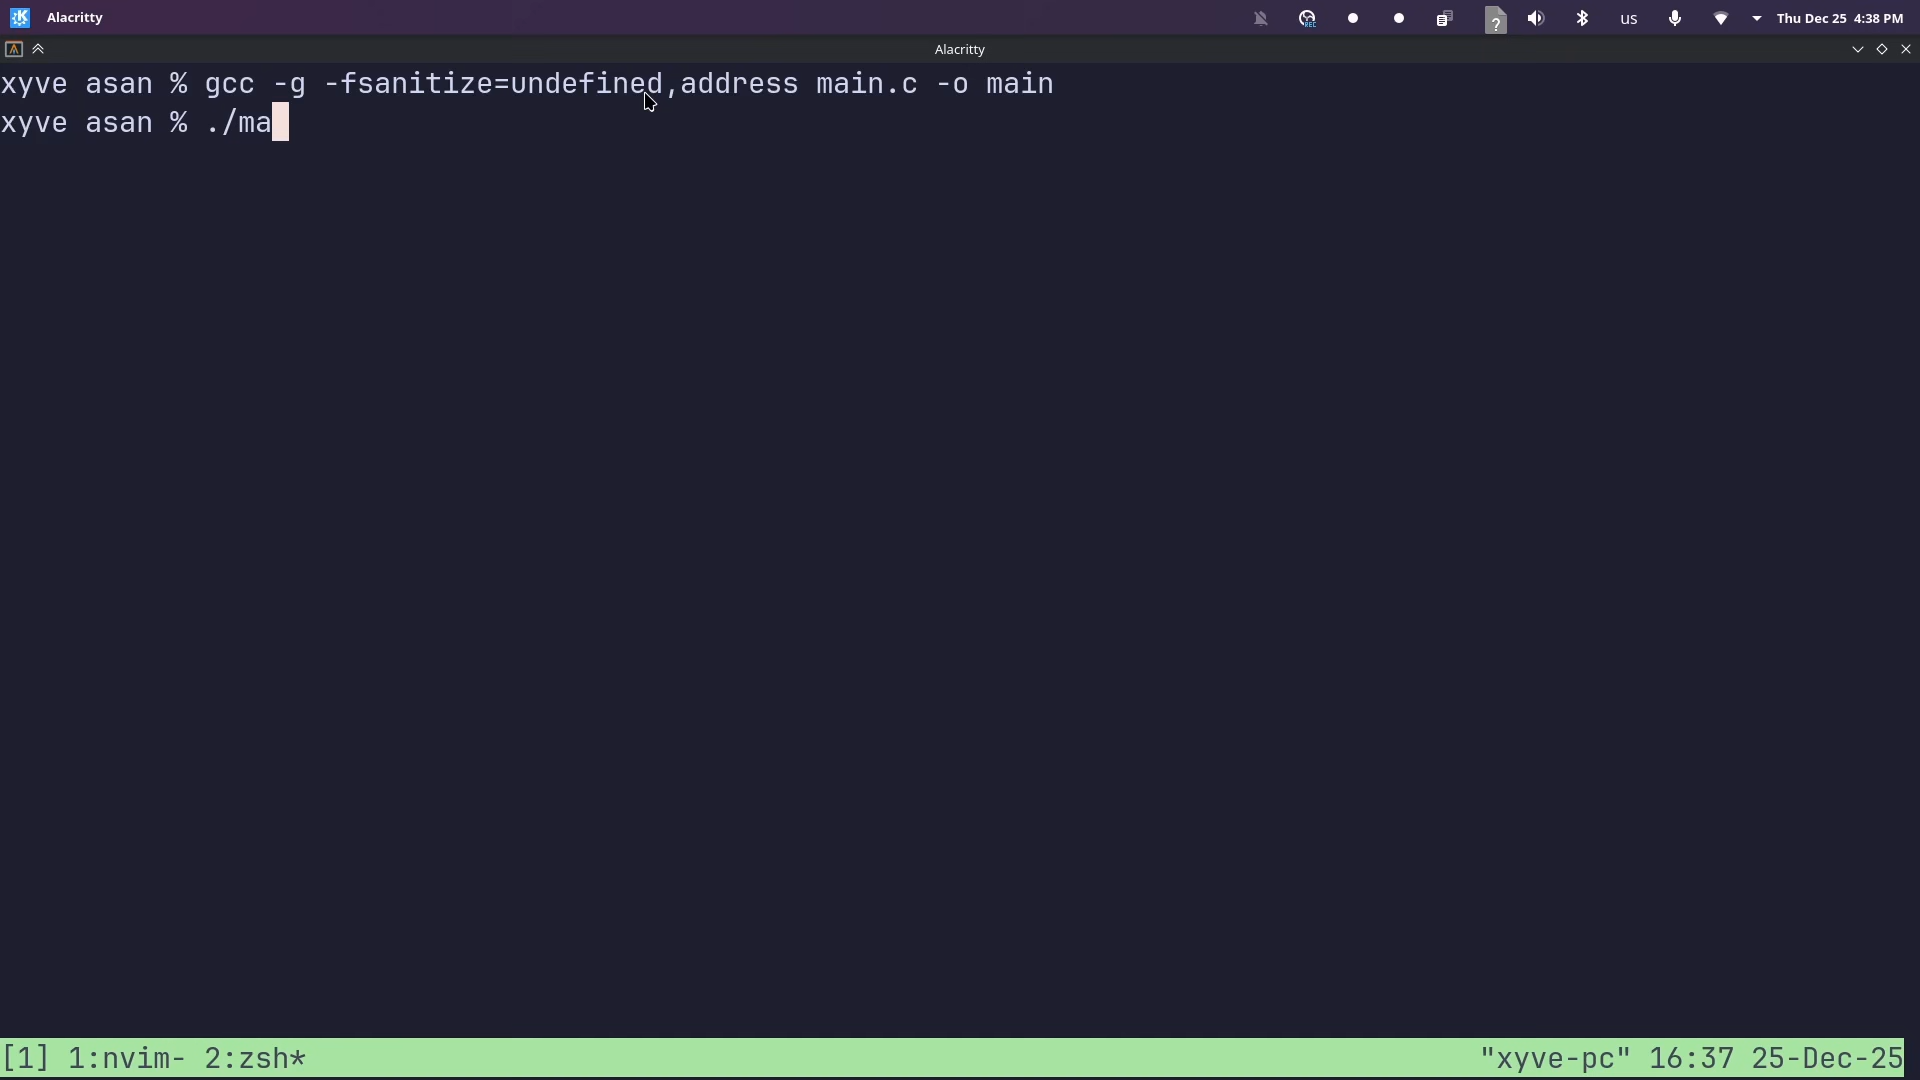 Alacritty
us
Thu Dec 25 4:38 PM
Alacritty
xyve asan % gcc -g -fsanitize=undefined,address main.c -o main
xyve asan % ./ma
[1] 1:nvim- 2:zsh* "xyve-pc" 16:37 25-Dec-25